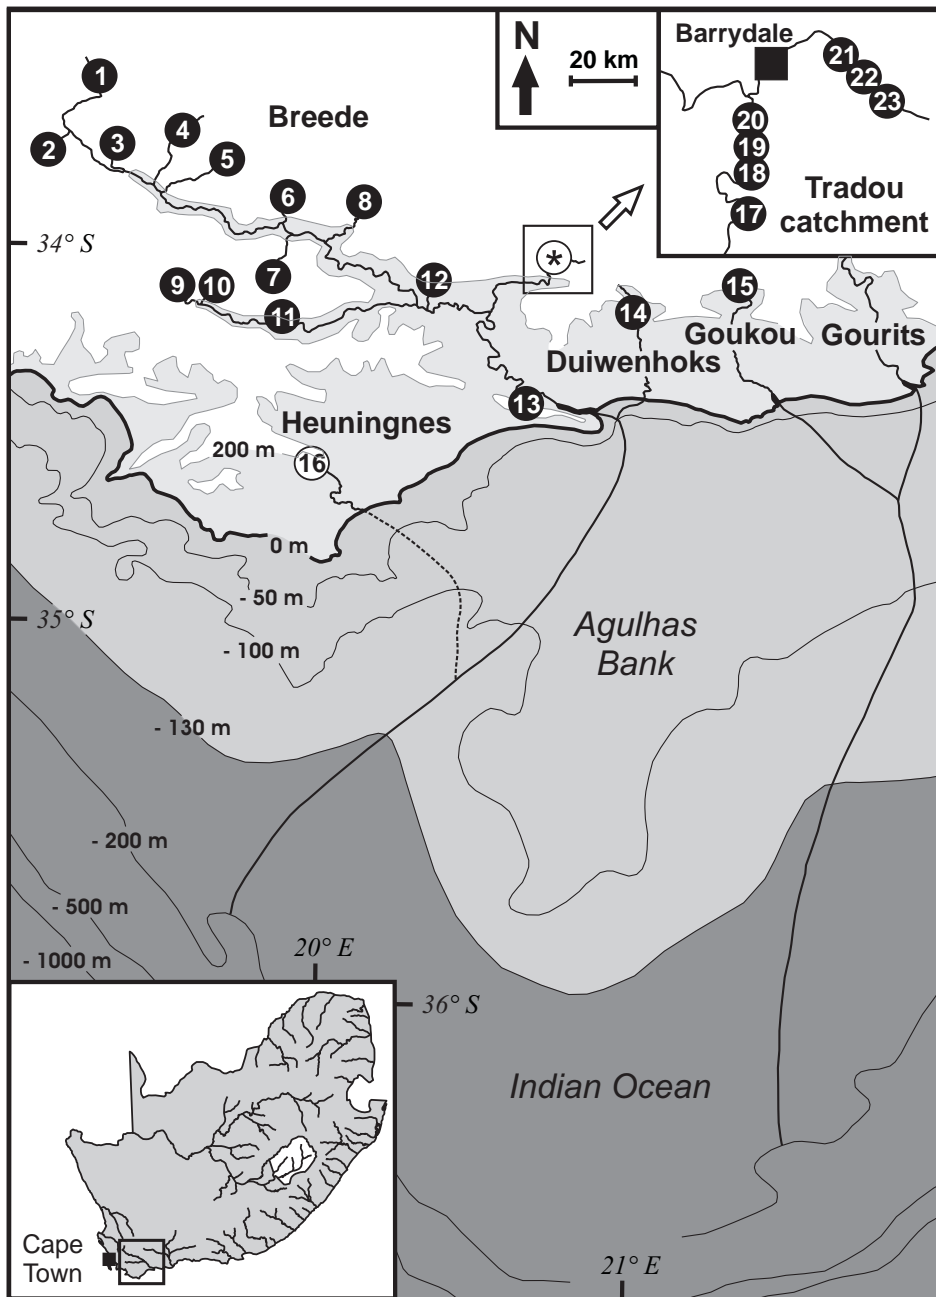 N
20 km
Barrydale
21
22
23
20
19
18
17
Tradou
catchment
1
2
3
4
5
Breede
6
8
7
34° S
9
10
11
12
*
13
14
15
Goukou
Gourits
Duiwenhoks
Heuningnes
200 m
16
0 m
- 50 m
35° S
- 100 m
Agulhas
Bank
- 130 m
- 200 m
- 500 m
- 1000 m
20° E
36° S
Indian Ocean
Cape
Town
21° E